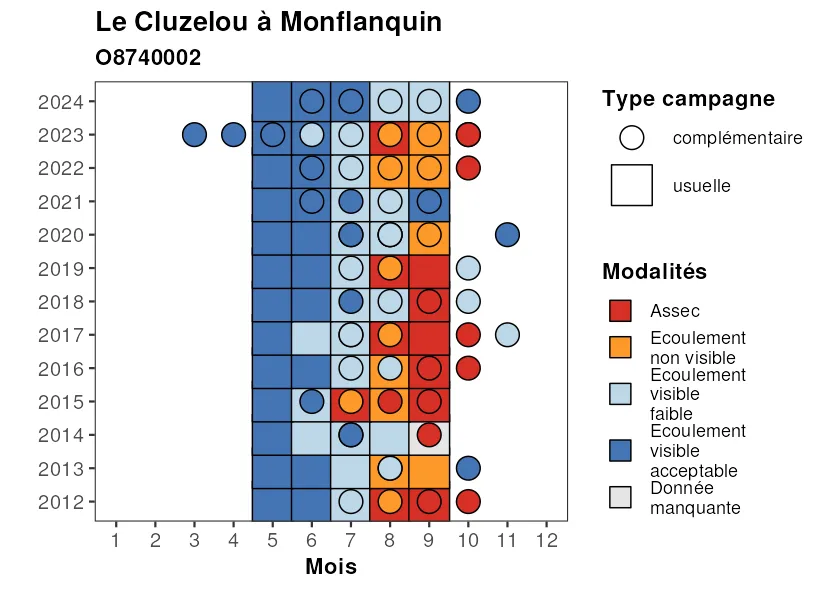 Le Cluzelou à Monflanquin
O8740002
2024
2023
2022
2021
2020
2019
2018
2017
2016
2015
2014
2013
2012
1 2 3 4 5 6 7 8 9 10 11 12
Mois
Type campagne
complémentaire
usuelle
Modalités
Assec
Ecoulement
non visible
Ecoulement
visible
faible
Ecoulement
visible
acceptable
Donnée
manquante